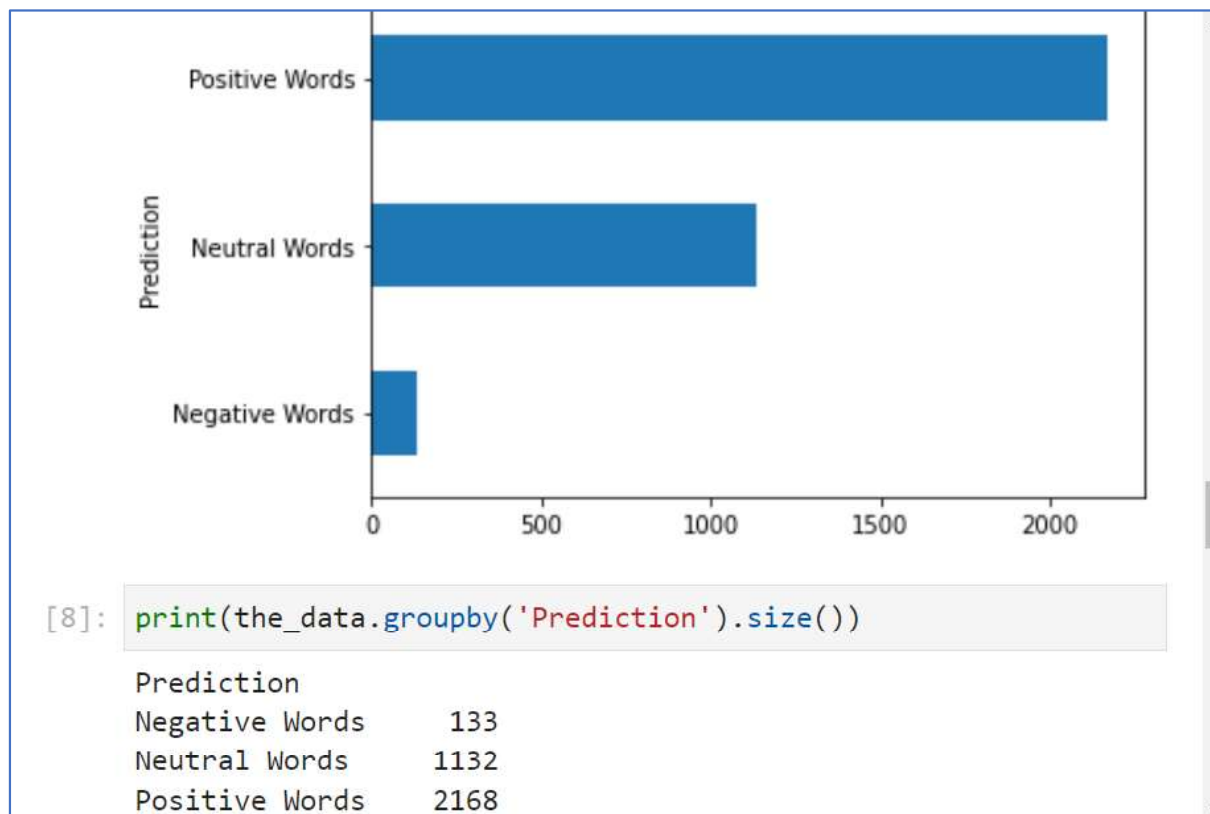 Positive Words
Neutral Words
Negative Words
Prediction
0 500 1000 1500 2000
[8]: print(the_data.groupby('Prediction').size())
Prediction
Negative Words 133
Neutral Words 1132
Positive Words 2168